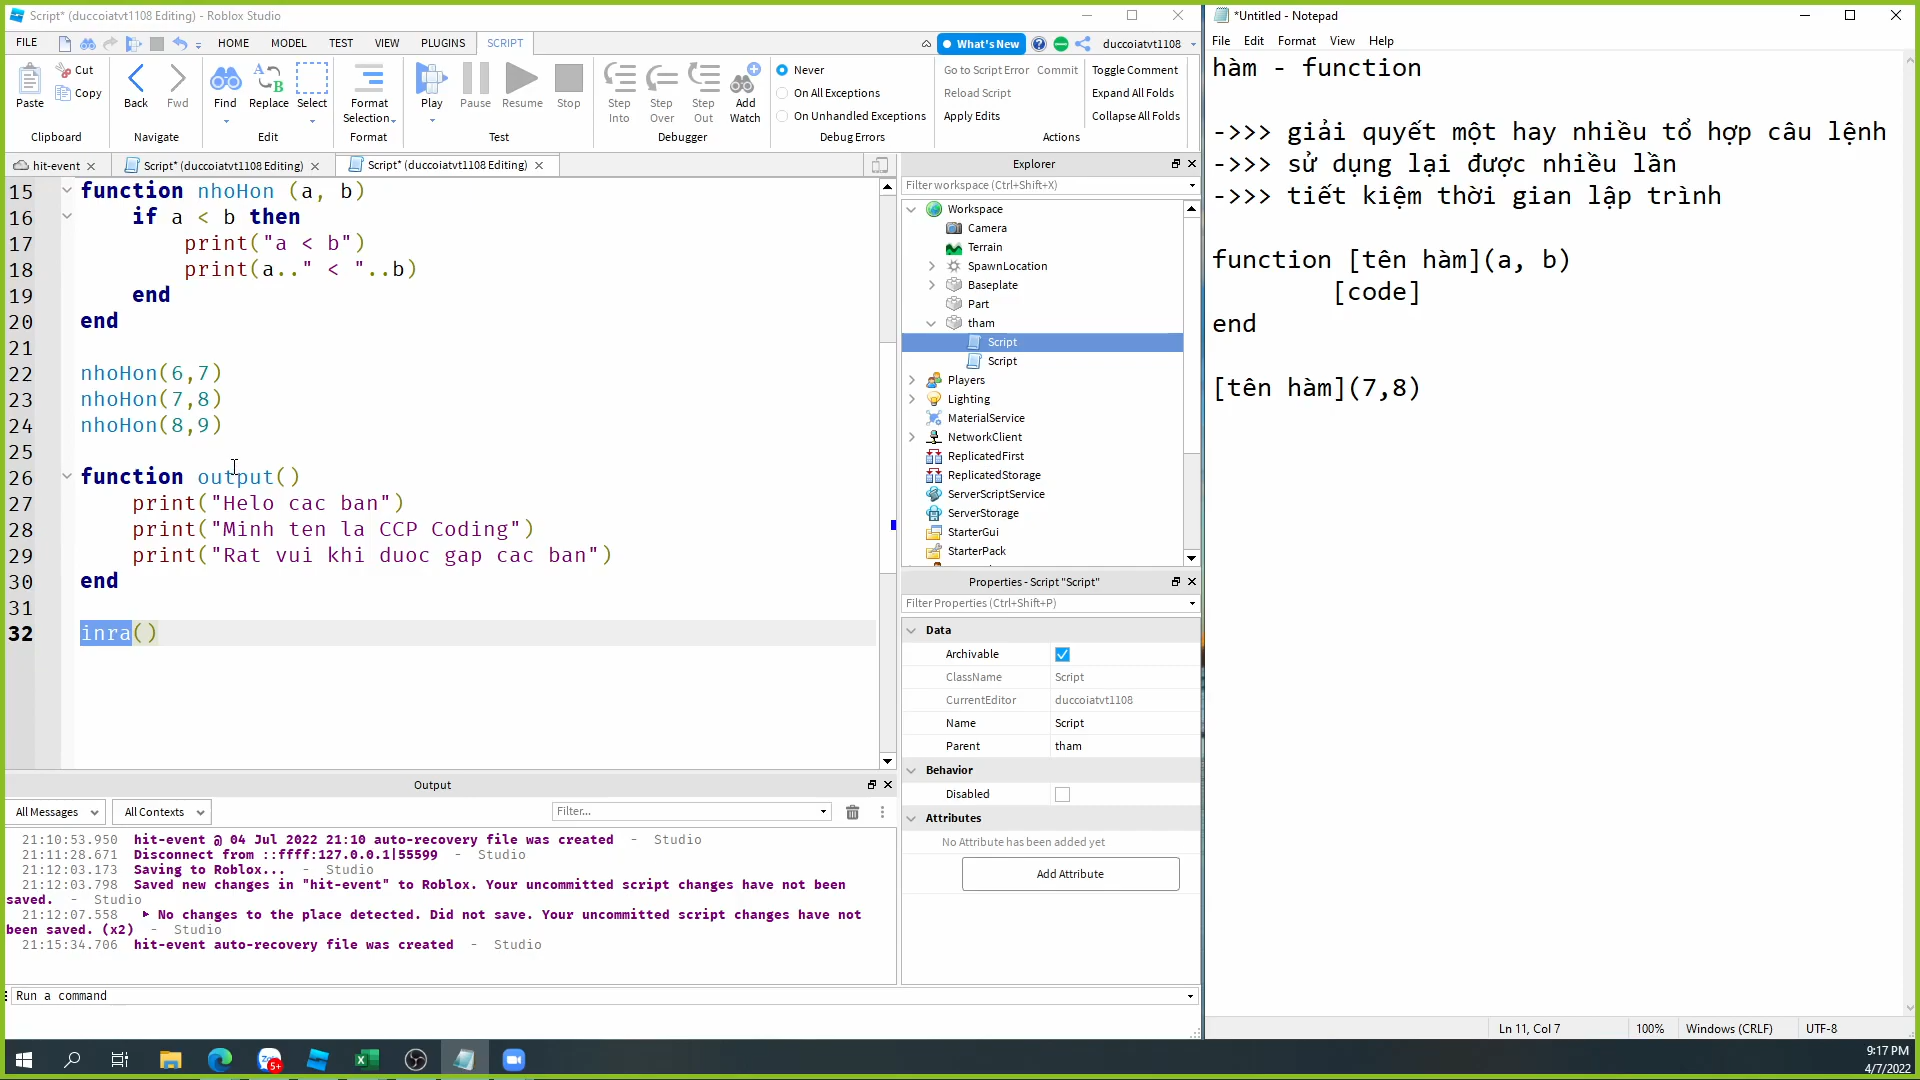 Script* (duccoiatvt1108 Editing) - Roblox Studio
FILE HOME MODEL TEST VIEW PLUGINS SCRIPT What's New duccoiatvt1108
Paste Cut Copy Back Fwd Find Replace Select Format Selection Play Pause Resume Stop Step Into Step Over Step Out Add Watch
Never
On All Exceptions
On Unhandled Exceptions
Go to Script Error Commit Toggle Comment
Reload Script Expand All Folds
Apply Edits Collapse All Folds
Clipboard Navigate Edit Format Test Debugger Debug Errors Actions
hit-event Script* (duccoiatvt1108 Editing) Script* (duccoiatvt1108 Editing)
15 function nhoHon (a, b)
16 if a < b then
17 print("a < b")
18 print(a.." < "..b)
19 end
20 end
21
22 nhoHon(6,7)
23 nhoHon(7,8)
24 nhoHon(8,9)
25
26 function output()
27 print("Helo cac ban")
28 print("Minh ten la CCP Coding")
29 print("Rat vui khi duoc gap cac ban")
30 end
31
32 inra()
Output
All Messages All Contexts Filter...
21:10:53.950 hit-event @ 04 Jul 2022 21:10 auto-recovery file was created - Studio
21:11:28.671 Disconnect from ::ffff:127.0.0.1|55599 - Studio
21:12:03.173 Saving to Roblox... - Studio
21:12:03.798 Saved new changes in "hit-event" to Roblox. Your uncommitted script changes have not been
saved. - Studio
21:12:07.558 No changes to the place detected. Did not save. Your uncommitted script changes have not
been saved. (x2) - Studio
21:15:34.706 hit-event auto-recovery file was created - Studio
Run a command
Explorer
Filter workspace (Ctrl+Shift+X)
Workspace
Camera
Terrain
SpawnLocation
Baseplate
Part
tham
Script
Script
Players
Lighting
MaterialService
NetworkClient
ReplicatedFirst
ReplicatedStorage
ServerScriptService
ServerStorage
StarterGui
StarterPack
Properties - Script "Script"
Filter Properties (Ctrl+Shift+P)
Data
Archivable
ClassName Script
CurrentEditor duccoiatvt1108
Name Script
Parent tham
Behavior
Disabled
Attributes
No Attribute has been added yet
Add Attribute
*Untitled - Notepad
File Edit Format View Help
hàm - function
->>> giải quyết một hay nhiều tổ hợp câu lệnh
->>> sử dụng lại được nhiều lần
->>> tiết kiệm thời gian lập trình
function [tên hàm](a, b)
[code]
end
[tên hàm](7,8)
Ln 11, Col 7 100% Windows (CRLF) UTF-8
5+
9:17 PM
4/7/2022